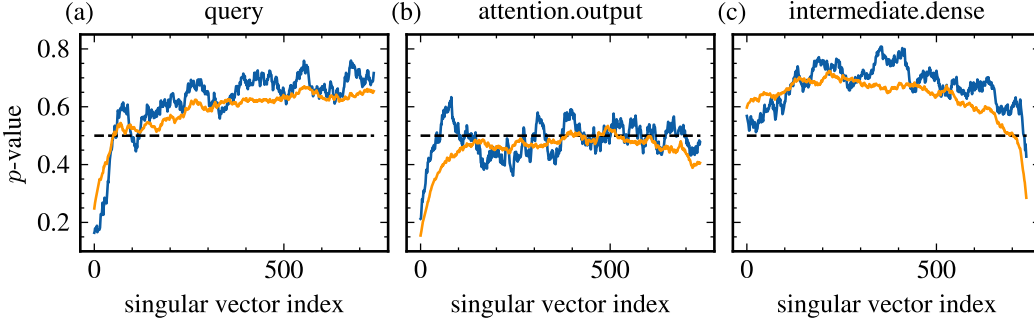 (a) query (b) attention.output (c) intermediate.dense
0.8
0.6
0.4
0.2
p-value
0 500 0 500 0 500
singular vector index singular vector index singular vector index